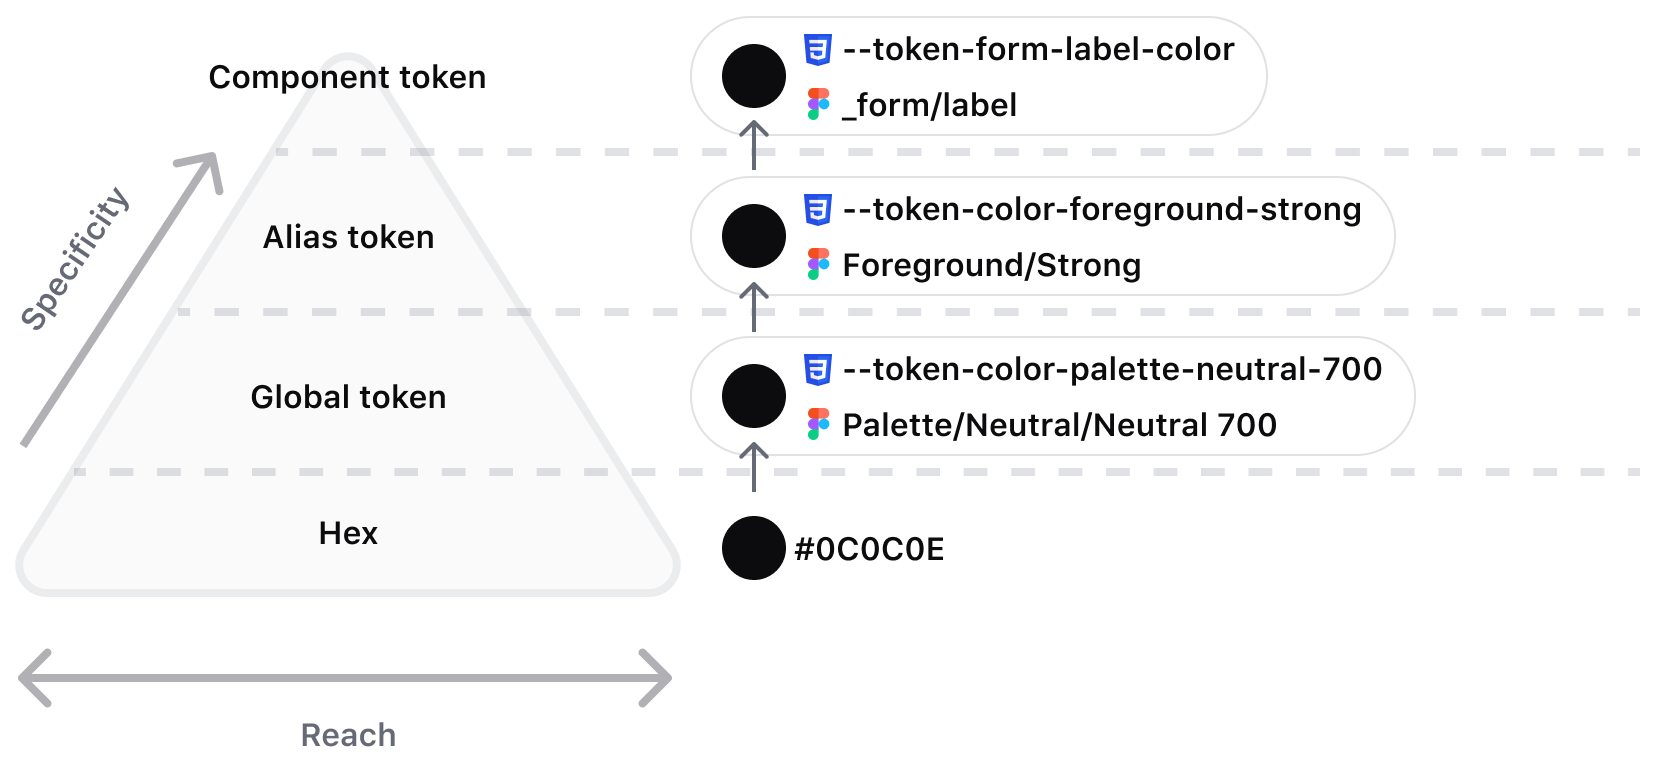 Component token
--token-form-label-color
_form/label
Specificity
Alias token
--token-color-foreground-strong
Foreground/Strong
Global token
--token-color-palette-neutral-700
Palette/Neutral/Neutral 700
Hex
#0C0C0E
Reach